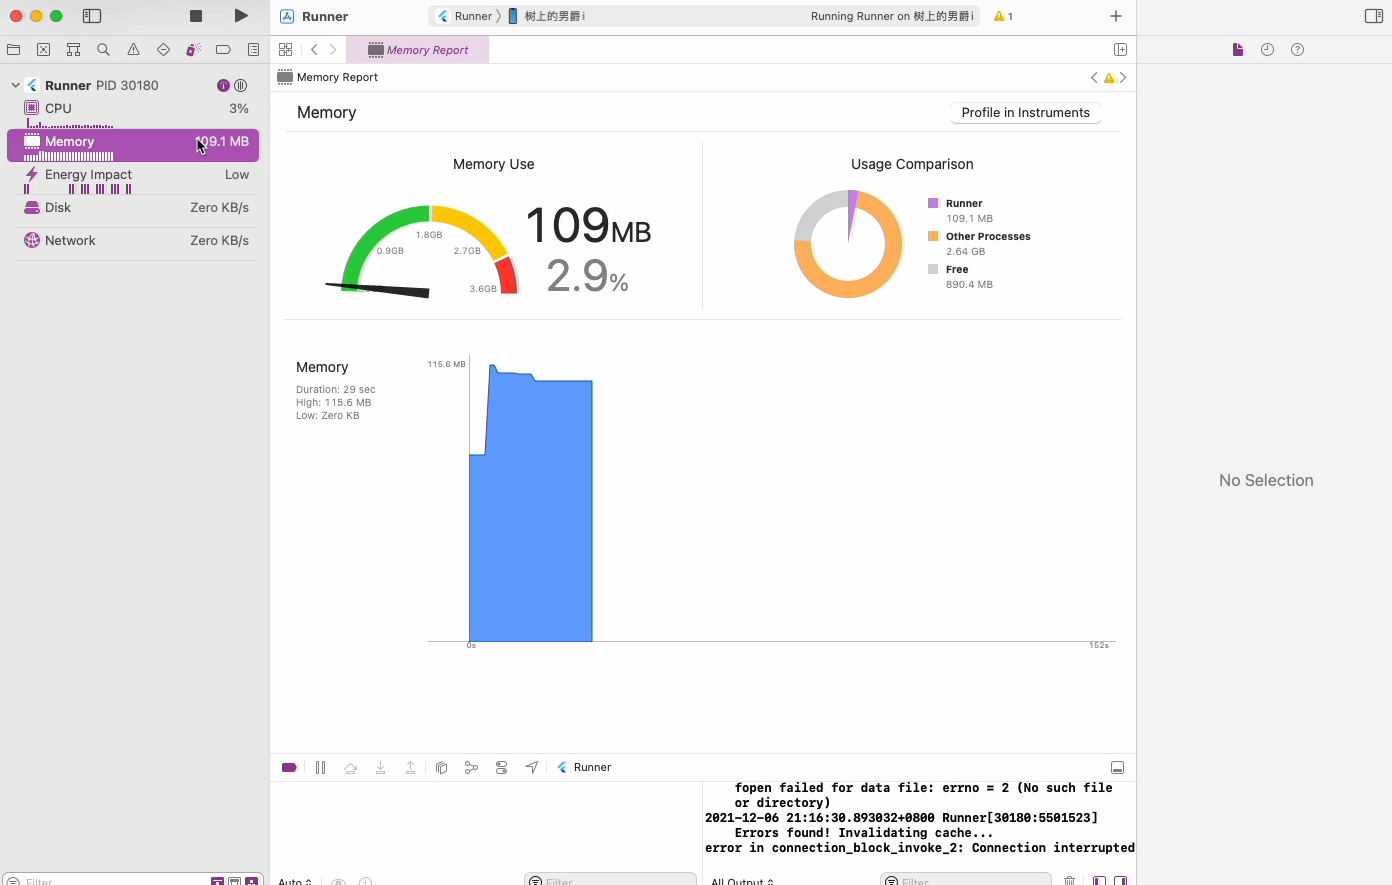 Runner
Runner 〉 树上的男爵i
Running Runner on 树上的男爵i
1
Memory Report
Runner PID 30180
CPU 3%
Memory 109.1 MB
Energy Impact Low
Disk Zero KB/s
Network Zero KB/s
Memory Report
Memory
Profile in Instruments
Memory Use
1.8GB
0.9GB
2.7GB
3.6GB
109MB
2.9%
Usage Comparison
Runner
109.1 MB
Other Processes
2.64 GB
Free
890.4 MB
Memory
Duration: 29 sec
High: 115.6 MB
Low: Zero KB
115.6 MB
0s
152s
No Selection
Runner
fopen failed for data file: errno = 2 (No such file
or directory)
2021-12-06 21:16:30.893032+0800 Runner[30180:5501523]
Errors found! Invalidating cache...
error in connection_block_invoke_2: Connection interrupted
Filter
Auto
Filter
All Output
Filter